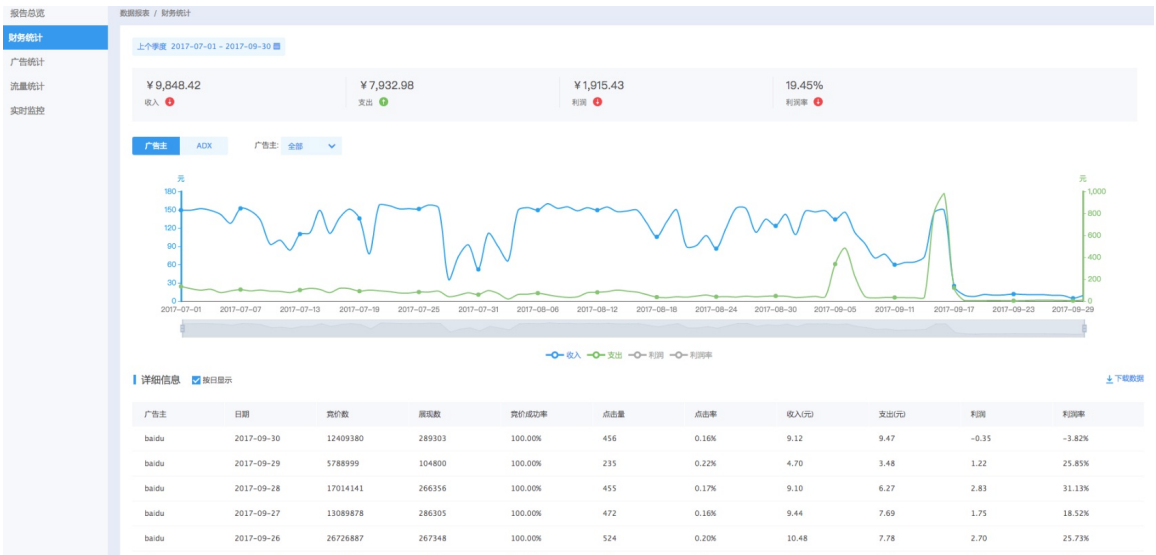 报告总览
财务统计
广告统计
流量统计
实时监控
数据报表 / 财务统计
上个季度 2017-07-01 - 2017-09-30
¥9,848.42 ¥7,932.98 ¥1,915.43 19.45%
收入 支出 利润 利润率
广告主 ADX 广告主: 全部
元 元
180 1,000
150 800
120 600
90 400
60 200
30 0
0
2017-07-01 2017-07-07 2017-07-13 2017-07-19 2017-07-25 2017-07-31 2017-08-06 2017-08-12 2017-08-18 2017-08-24 2017-08-30 2017-09-05 2017-09-11 2017-09-17 2017-09-23 2017-09-29
收入 支出 利润 利润率
详细信息 按日显示 下载数据
广告主 日期 竞价数 展现数 竞价成功率 点击量 点击率 收入(元) 支出(元) 利润 利润率
baidu 2017-09-30 12409380 289303 100.00% 456 0.16% 9.12 9.47 -0.35 -3.82%
baidu 2017-09-29 5788999 104800 100.00% 235 0.22% 4.70 3.48 1.22 25.85%
baidu 2017-09-28 17014141 266356 100.00% 455 0.17% 9.10 6.27 2.83 31.13%
baidu 2017-09-27 13089878 286305 100.00% 472 0.16% 9.44 7.69 1.75 18.52%
baidu 2017-09-26 26726887 267348 100.00% 524 0.20% 10.48 7.78 2.70 25.73%